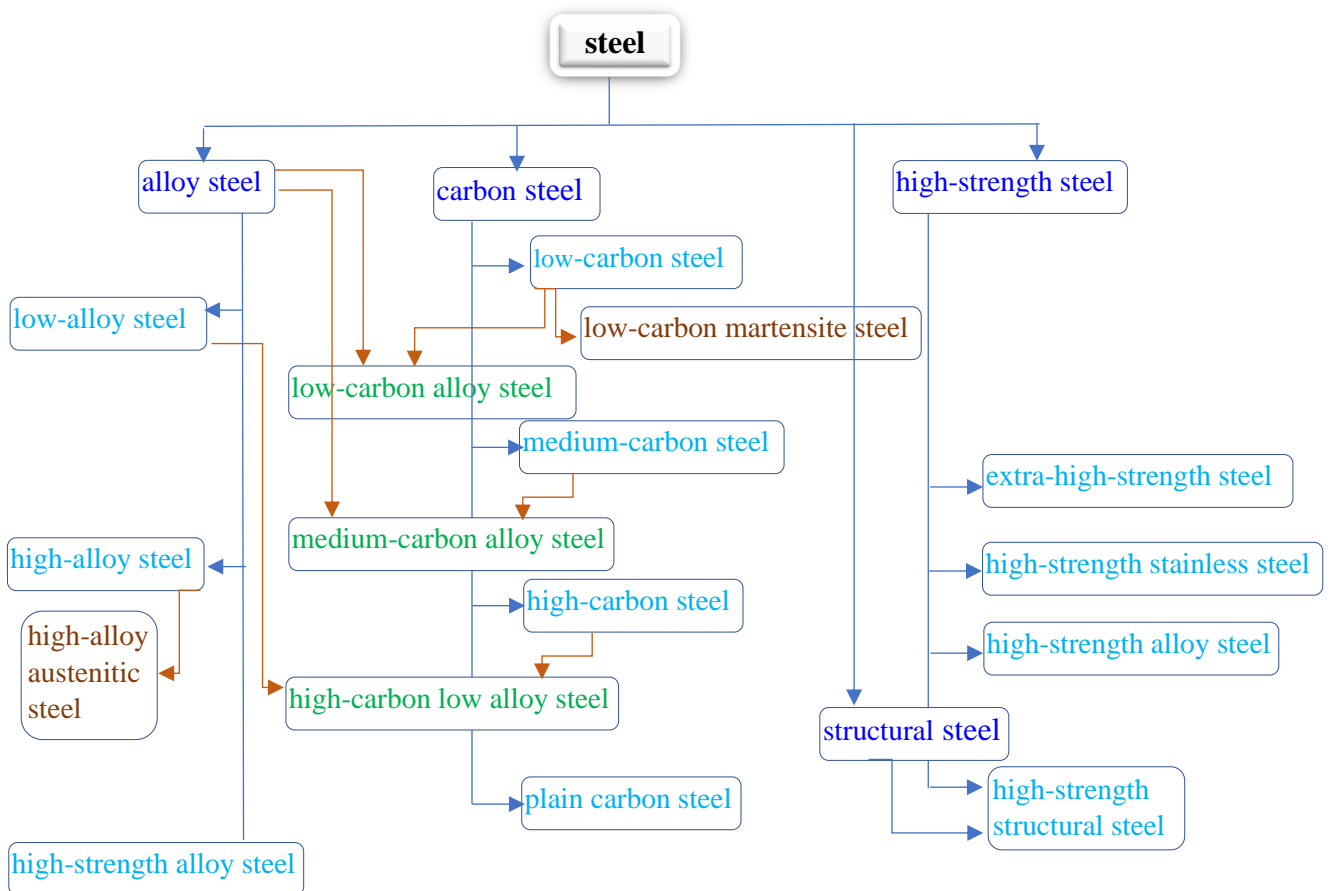 steel
alloy steel
carbon steel
high-strength steel
low-carbon steel
low-alloy steel
low-carbon martensite steel
low-carbon alloy steel
medium-carbon steel
extra-high-strength steel
medium-carbon alloy steel
high-alloy steel
high-strength stainless steel
high-carbon steel
high-alloy
austenitic
steel
high-strength alloy steel
high-carbon low alloy steel
structural steel
plain carbon steel
high-strength
structural steel
high-strength alloy steel